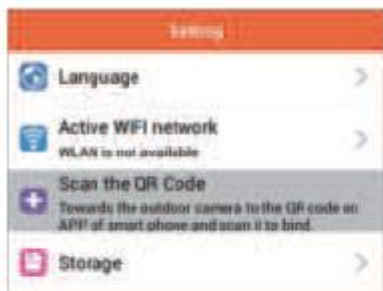 Setting
Language
Active WIFI network
WLAN is not available
Scan the QR Code
Towards the outdoor camera to the QR code on
APP of smart phone and scan it to bind.
Storage